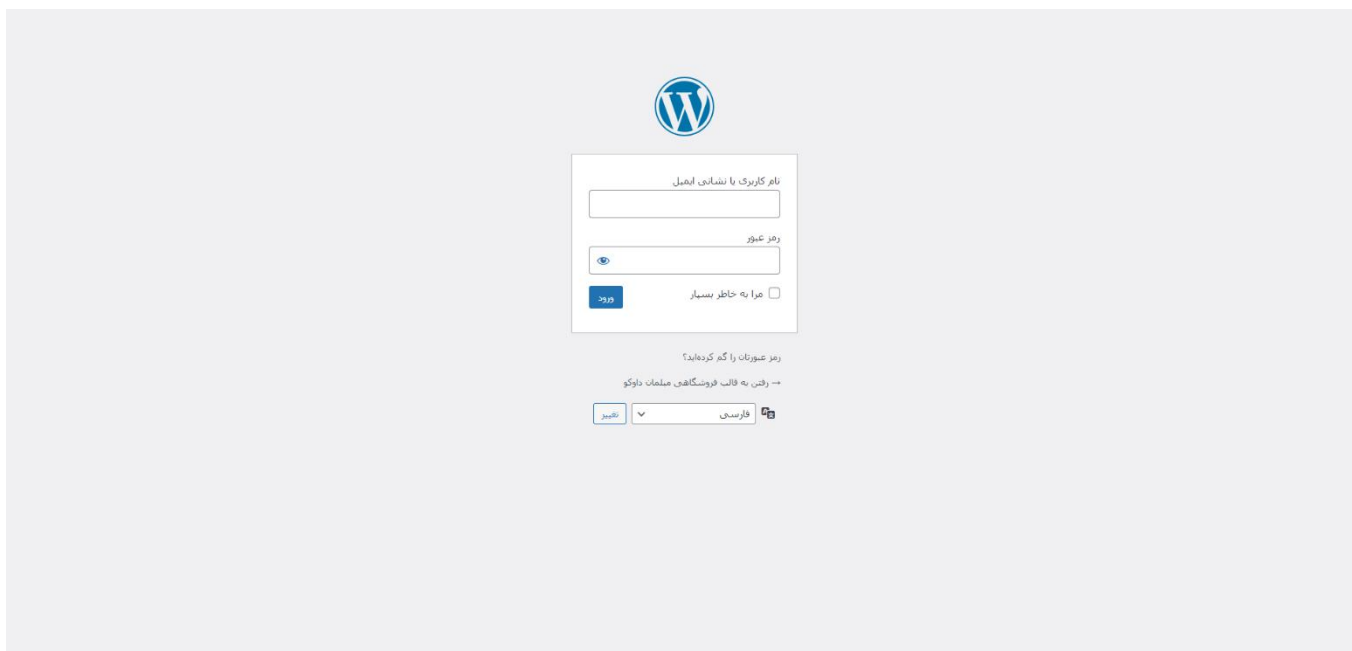 نام کاربری یا نشانی ایمیل
رمز عبور
مرا به خاطر بسپار
ورود
رمز عبورتان را گم کرده‌اید؟
→ رفتن به قالب فروشگاهی مبلمان داوکو
فارسی
تغییر